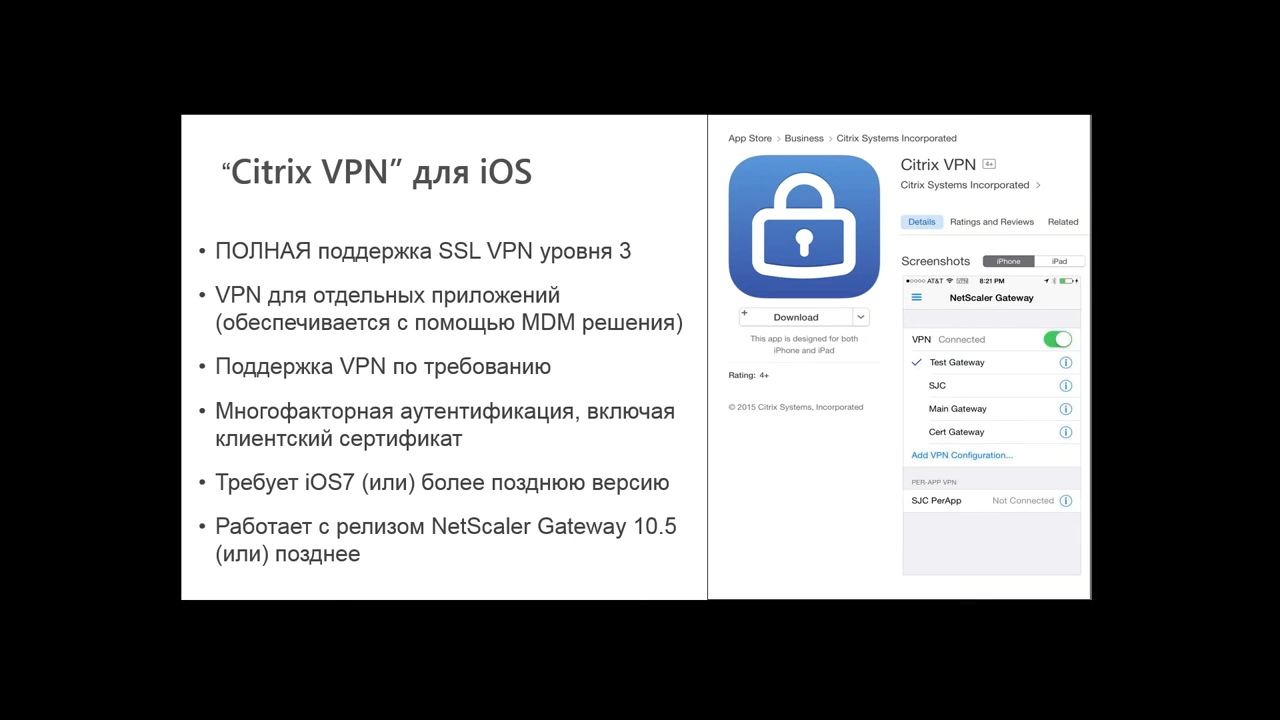 “Citrix VPN” для iOS
• ПОЛНАЯ поддержка SSL VPN уровня 3
• VPN для отдельных приложений
(обеспечивается с помощью MDM решения)
• Поддержка VPN по требованию
• Многофакторная аутентификация, включая
клиентский сертификат
• Требует iOS7 (или) более позднюю версию
• Работает с релизом NetScaler Gateway 10.5
(или) позднее
App Store > Business > Citrix Systems Incorporated
Citrix VPN 4+
Citrix Systems Incorporated >
Details Ratings and Reviews Related
Screenshots iPhone iPad
+ Download
This app is designed for both
iPhone and iPad
Rating: 4+
© 2015 Citrix Systems, Incorporated
AT&T VPN 8:21 PM
NetScaler Gateway
VPN Connected
Test Gateway
SJC
Main Gateway
Cert Gateway
Add VPN Configuration...
PER-APP VPN
SJC PerApp Not Connected